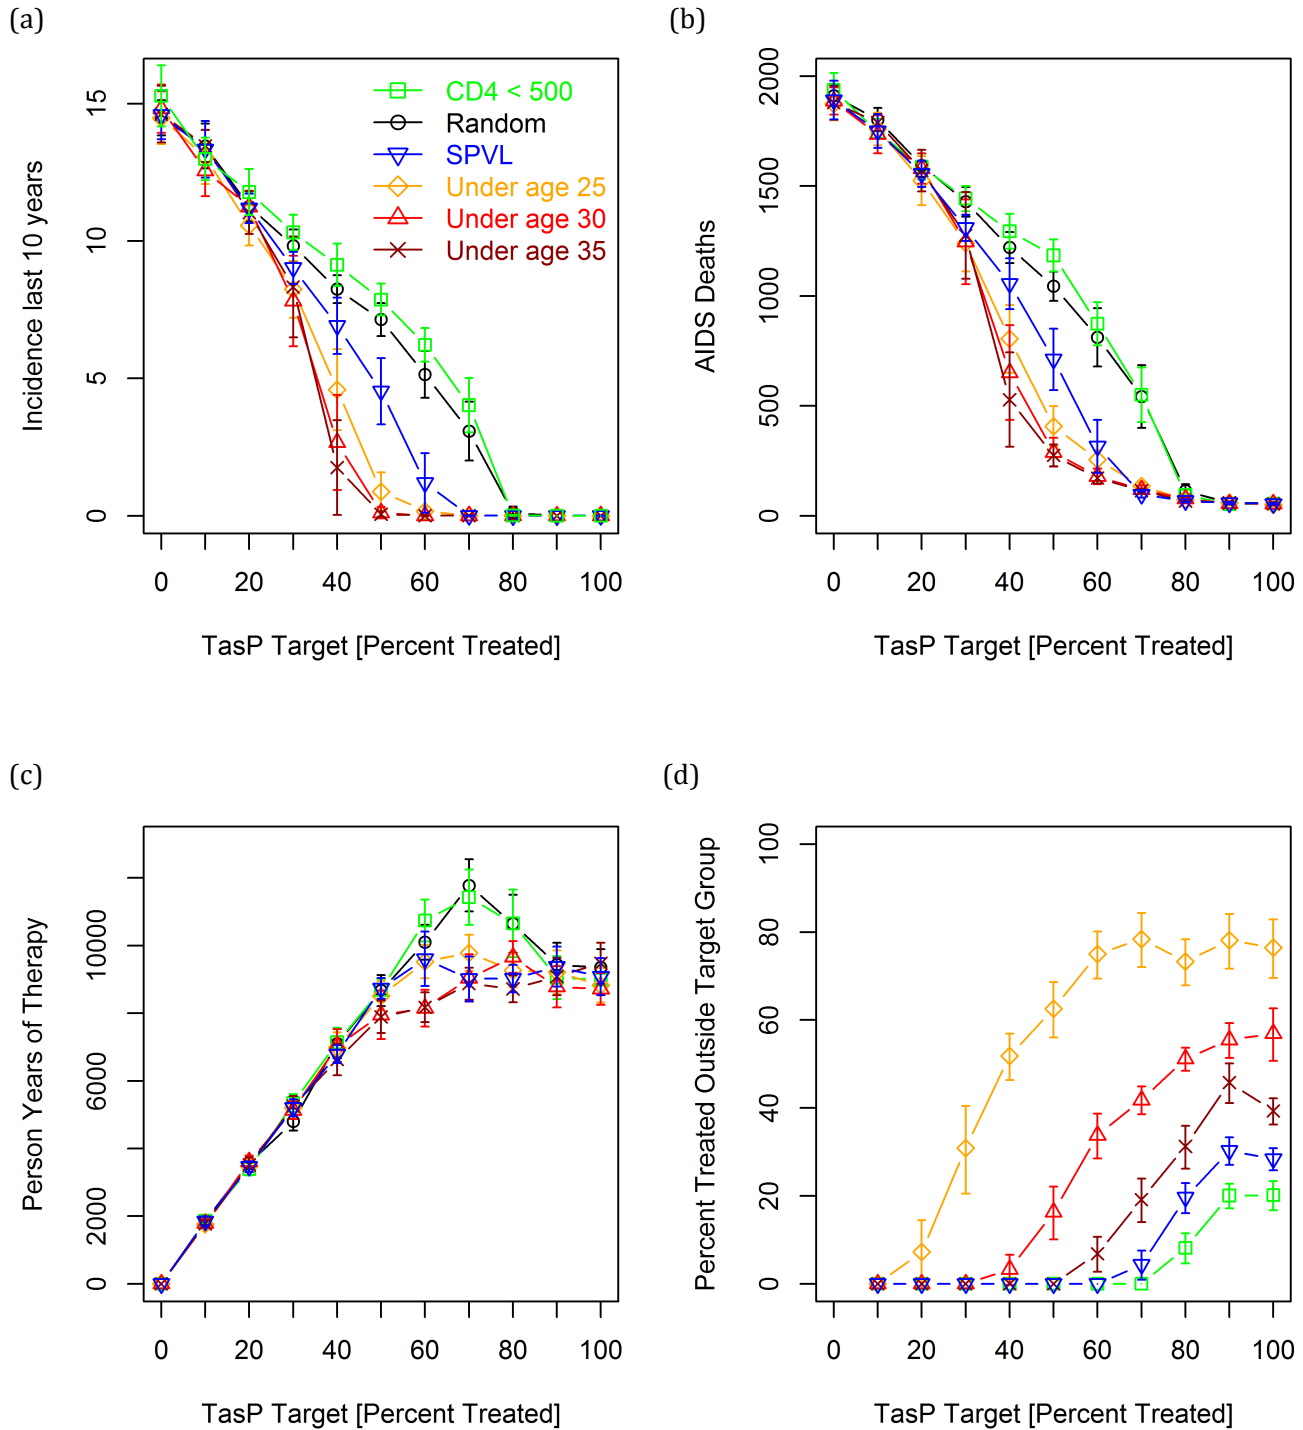 (a)
Incidence last 10 years
15
10
5
0
CD4 < 500
Random
SPVL
Under age 25
Under age 30
Under age 35
0 20 40 60 80 100
TasP Target [Percent Treated]
(b)
AIDS Deaths
2000
1500
1000
500
0
0 20 40 60 80 100
TasP Target [Percent Treated]
(c)
Person Years of Therapy
10000
6000
2000
0
0 20 40 60 80 100
TasP Target [Percent Treated]
(d)
Percent Treated Outside Target Group
100
80
60
40
20
0
0 20 40 60 80 100
TasP Target [Percent Treated]